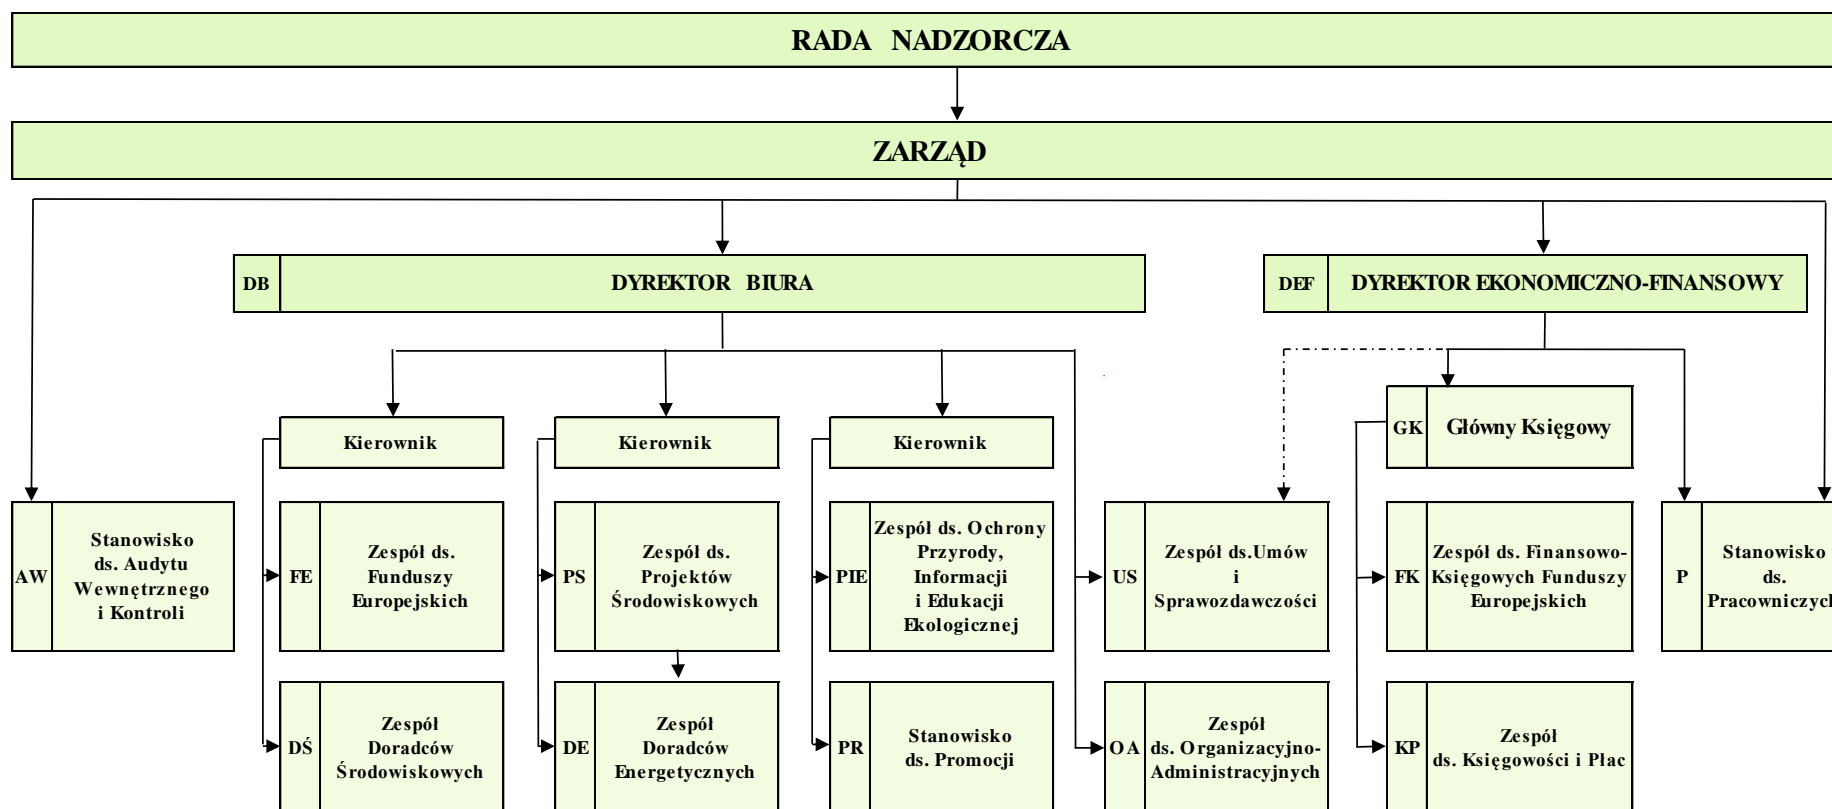 RADA NADZORCZA
ZARZĄD
DB
DYREKTOR BIURA
DEF
DYREKTOR EKONOMICZNO-FINANSOWY
Kierownik
Kierownik
Kierownik
GK
Główny Księgowy
AW
Stanowisko
ds. Audytu
Wewnętrznego
i Kontroli
FE
Zespół ds.
Funduszy
Europejskich
PS
Zespół ds.
Projektów
Środowiskowych
PIE
Zespół ds. Ochrony
Przyrody,
Informacji
i Edukacji
Ekologicznej
US
Zespół ds.Umów
i
Sprawozdawczości
FK
Zespół ds. Finansowo-
Księgowych Funduszy
Europejskich
P
Stanowisko
ds.
Pracowniczych
DŚ
Zespół
Doradców
Środowiskowych
DE
Zespół
Doradców
Energetycznych
PR
Stanowisko
ds. Promocji
OA
Zespół
ds. Organizacyjno-
Administracyjnych
KP
Zespół
ds. Księgowości i Płac